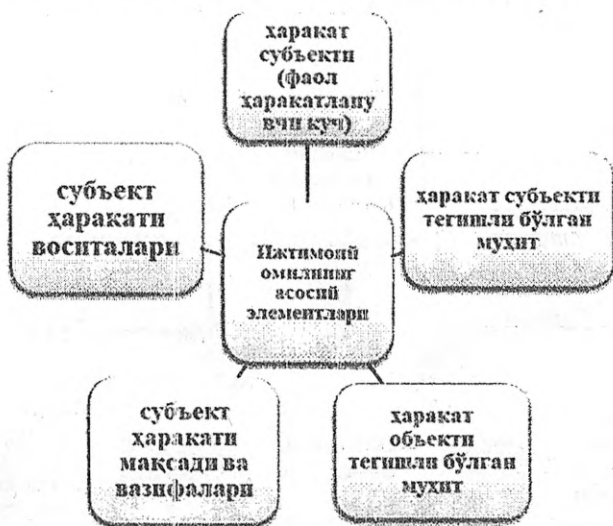 ҳаракат
субъекти
(фаол
ҳаракатлану
вчи куч)
субъект
ҳаракати
воситалари
ҳаракат субъекти
тегишли бўлган
муҳит
Ижтимоий
омилнинг
асосий
элементлари
субъект
ҳаракати
мақсади ва
вазифалари
ҳаракат
объекти
тегишли бўлган
муҳит